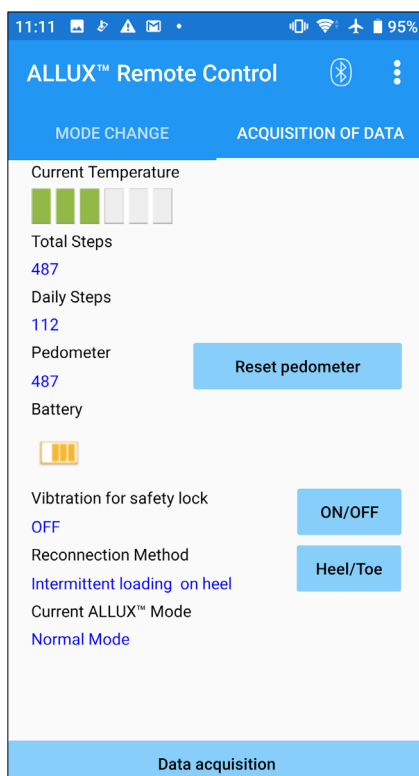 11:11 95%
ALLUX™ Remote Control
MODE CHANGE ACQUISITION OF DATA
Current Temperature
Total Steps
487
Daily Steps
112
Pedometer
487
Reset pedometer
Battery
Vibtration for safety lock
OFF
ON/OFF
Reconnection Method
Intermittent loading on heel
Heel/Toe
Current ALLUX™ Mode
Normal Mode
Data acquisition